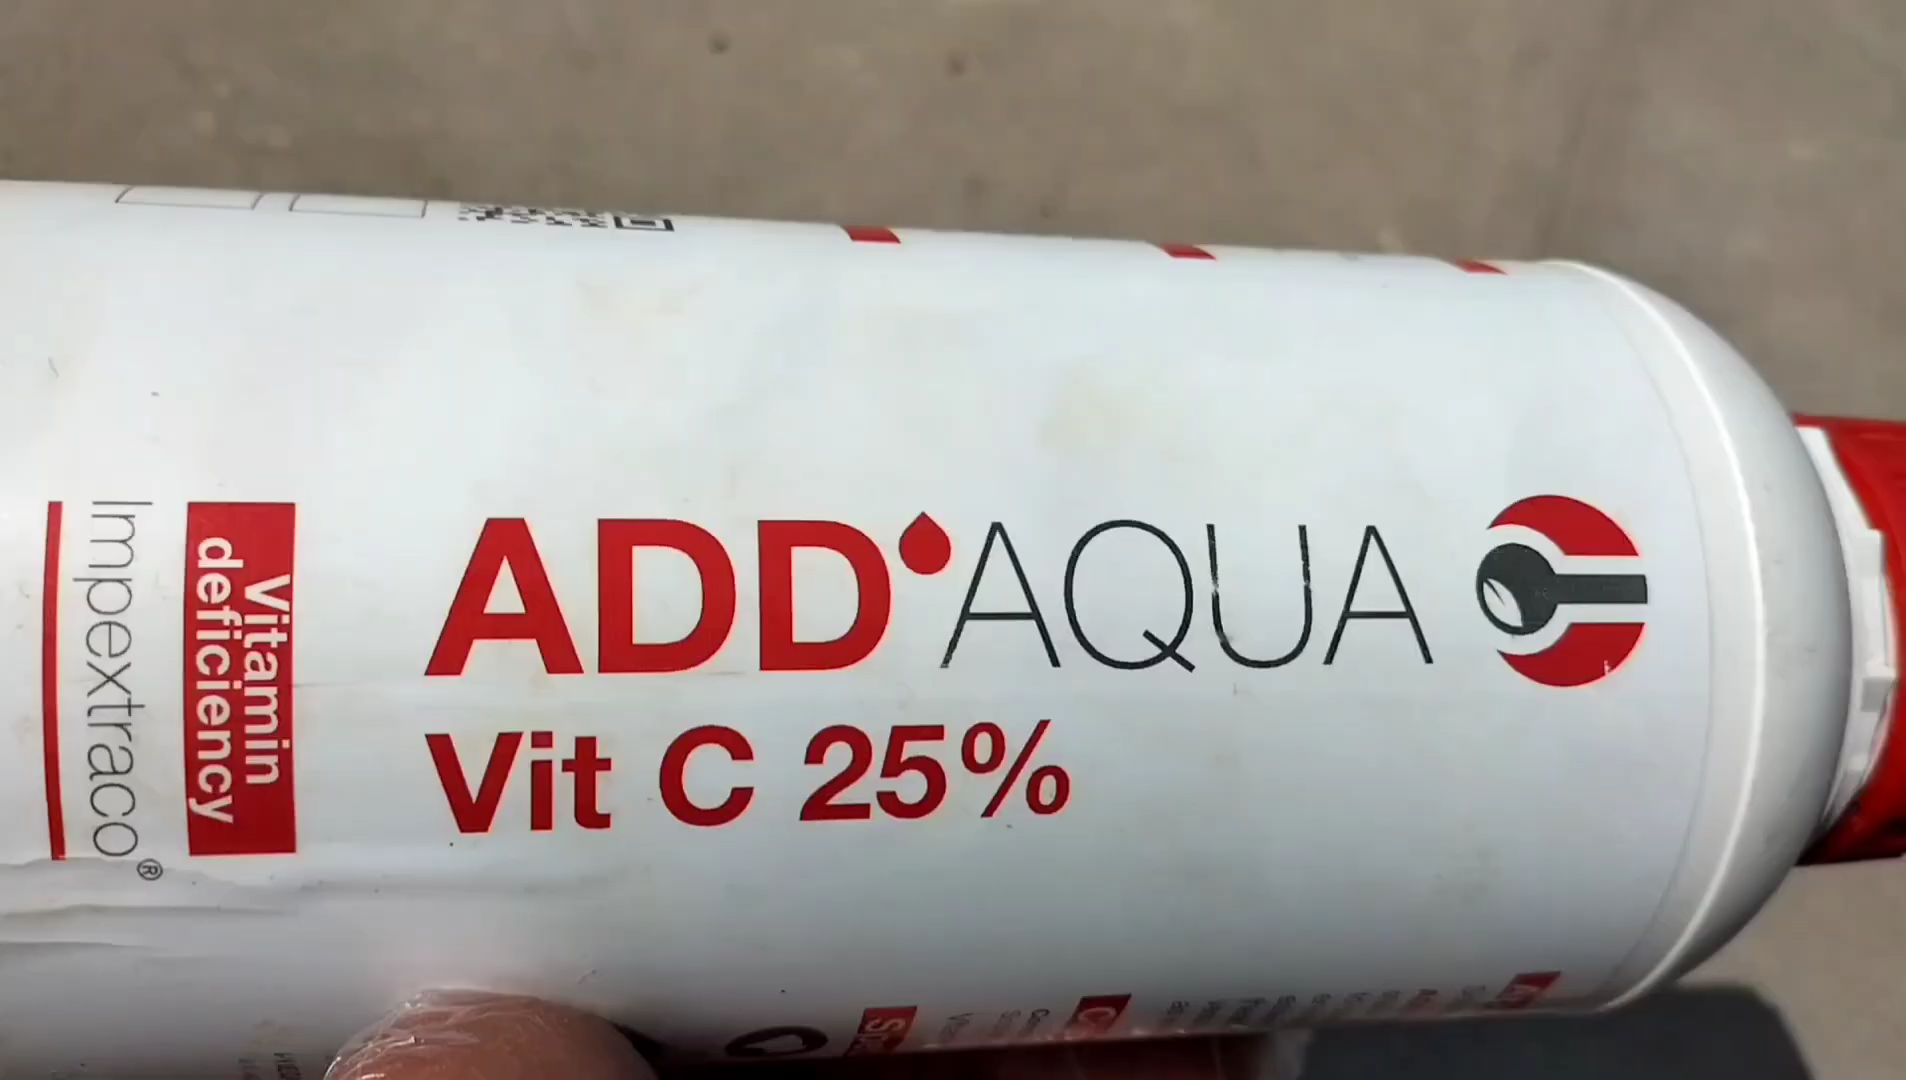 ADD AQUA
Vit C 25%
Vitamin
deficiency
Impextraco®